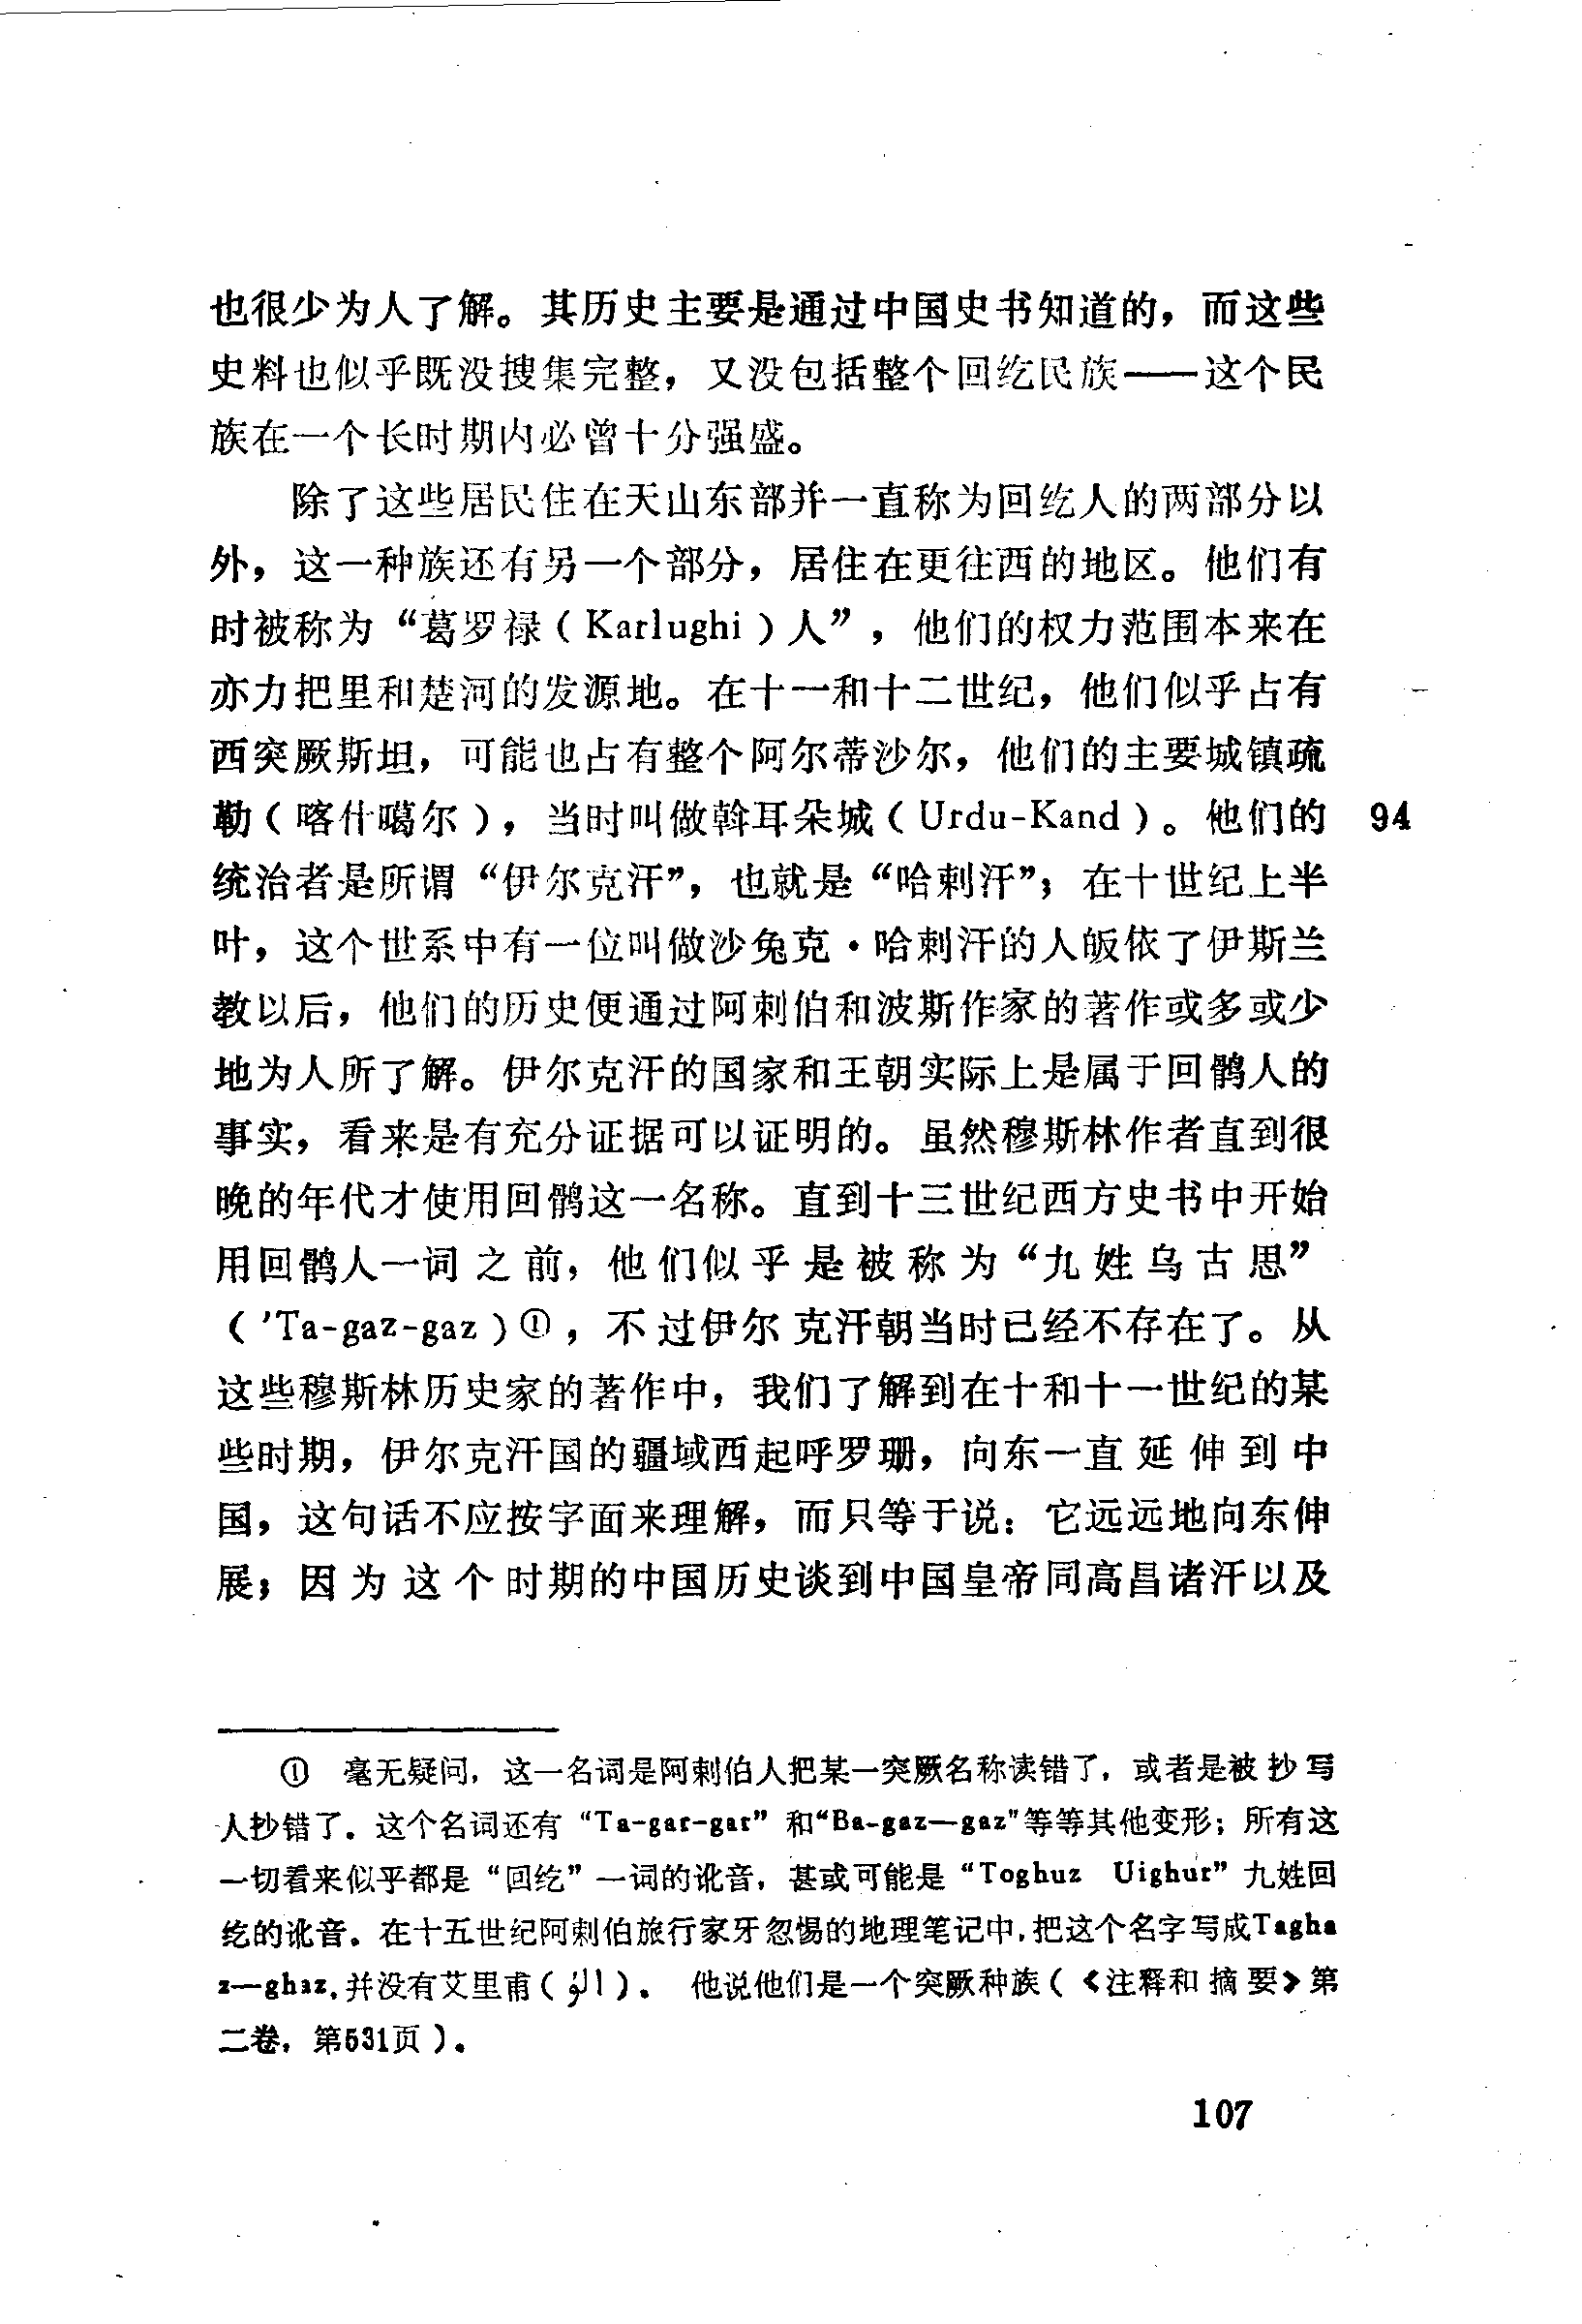 也很少为人了解。其历史主要是通过中国史书知道的，而这些
史料也似乎既没搜集完整，又没包括整个回纥民族——这个民
族在一个长时期内必曾十分强盛。
除了这些居民住在天山东部并一直称为回纥人的两部分以
外，这一种族还有另一个部分，居住在更往西的地区。他们有
时被称为“葛罗禄（Karlughi）人”，他们的权力范围本来在
亦力把里和楚河的发源地。在十一和十二世纪，他们似乎占有
西突厥斯坦，可能也占有整个阿尔蒂沙尔，他们的主要城镇疏
勒（喀什噶尔），当时叫做斡耳朵城（Urdu-Kand）。他们的 94
统治者是所谓“伊尔克汗”，也就是“哈剌汗”；在十世纪上半
叶，这个世系中有一位叫做沙兔克·哈剌汗的人皈依了伊斯兰
教以后，他们的历史便通过阿剌伯和波斯作家的著作或多或少
地为人所了解。伊尔克汗的国家和王朝实际上是属于回鹘人的
事实，看来是有充分证据可以证明的。虽然穆斯林作者直到很
晚的年代才使用回鹘这一名称。直到十三世纪西方史书中开始
用回鹘人一词之前，他们似乎是被称为“九姓乌古思”
（'Ta-gaz-gaz）①，不过伊尔克汗朝当时已经不存在了。从
这些穆斯林历史家的著作中，我们了解到在十和十一世纪的某
些时期，伊尔克汗国的疆域西起呼罗珊，向东一直延伸到中
国，这句话不应按字面来理解，而只等于说：它远远地向东伸
展；因为这个时期的中国历史谈到中国皇帝同高昌诸汗以及
① 毫无疑问，这一名词是阿剌伯人把某一突厥名称读错了，或者是被抄写
人抄错了。这个名词还有“Ta-gar-gar”和“Ba-gaz—gaz”等等其他变形；所有这
一切看来似乎都是“回纥”一词的讹音，甚或可能是“Toghuz Uighur”九姓回
纥的讹音。在十五世纪阿剌伯旅行家牙忽惕的地理笔记中，把这个名字写成Tagha
z—ghaz，并没有艾里甫（）。他说他们是一个突厥种族（《注释和摘要》第
二卷，第531页）。
107